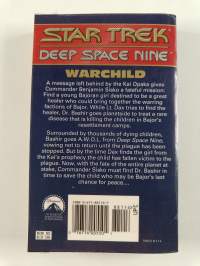 STAR TREK
DEEP SPACE NINE
WARCHILD
A message left behind by the Kai Opaka gives
Commander Benjamin Sisko a fateful mission:
Find a young Bajoran girl destined to be a great
healer who could bring together the warring
factions of Bajor. While Lt. Dax tries to find the
child, Dr. Bashir goes planetside to treat a rare
disease that is killing the children in Bajor's
resettlement camps.
Surrounded by thousands of dying children,
Bashir goes A.W.O.L. from Deep Space Nine,
vowing not to return until the plague has been
stopped. But by the time Dax finds the girl from
the Kai's prophecy the child has fallen victim to the
plague. Now, with the fate of the entire planet at
stake, Commander Sisko must find Dr. Bashir in
time to save the child who may be Bajor's last
chance for peace...